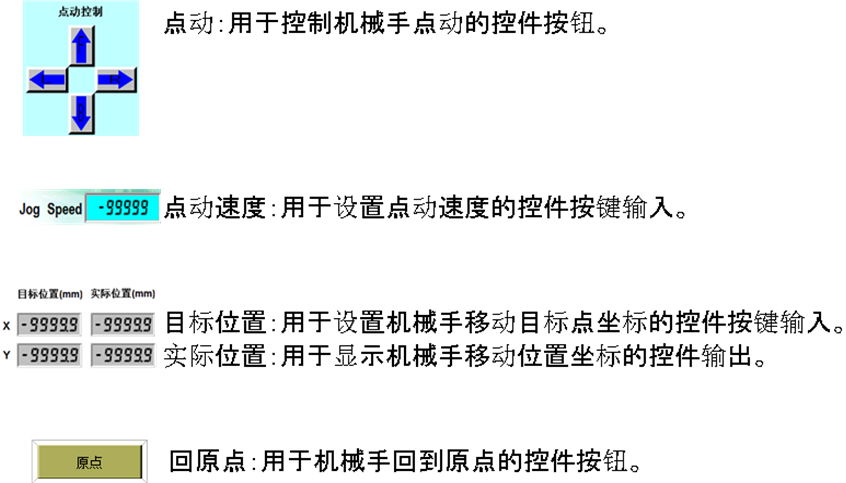 点动控制
点动:用于控制机械手点动的控件按钮。
Jog Speed -99999 点动速度:用于设置点动速度的控件按键输入。
目标位置(mm) 实际位置(mm)
X -9999.9 -9999.9 目标位置:用于设置机械手移动目标点坐标的控件按键输入。
Y -9999.9 -9999.9 实际位置:用于显示机械手移动位置坐标的控件输出。
原点 回原点:用于机械手回到原点的控件按钮。